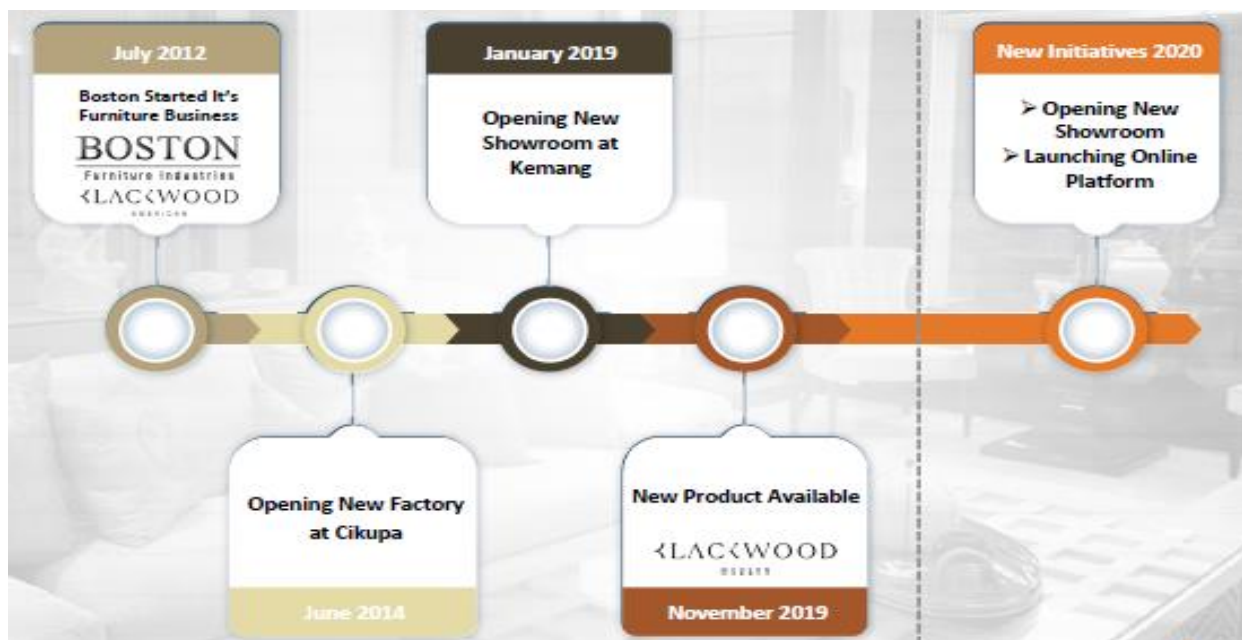 July 2012
Boston Started It's
Furniture Business
BOSTON
Furniture Industries
KLACKWOOD
January 2019
Opening New
Showroom at
Kemang
New Initiatives 2020
➤ Opening New
Showroom
➤ Launching Online
Platform
Opening New Factory
at Cikupa
June 2014
New Product Available
KLACKWOOD
November 2019